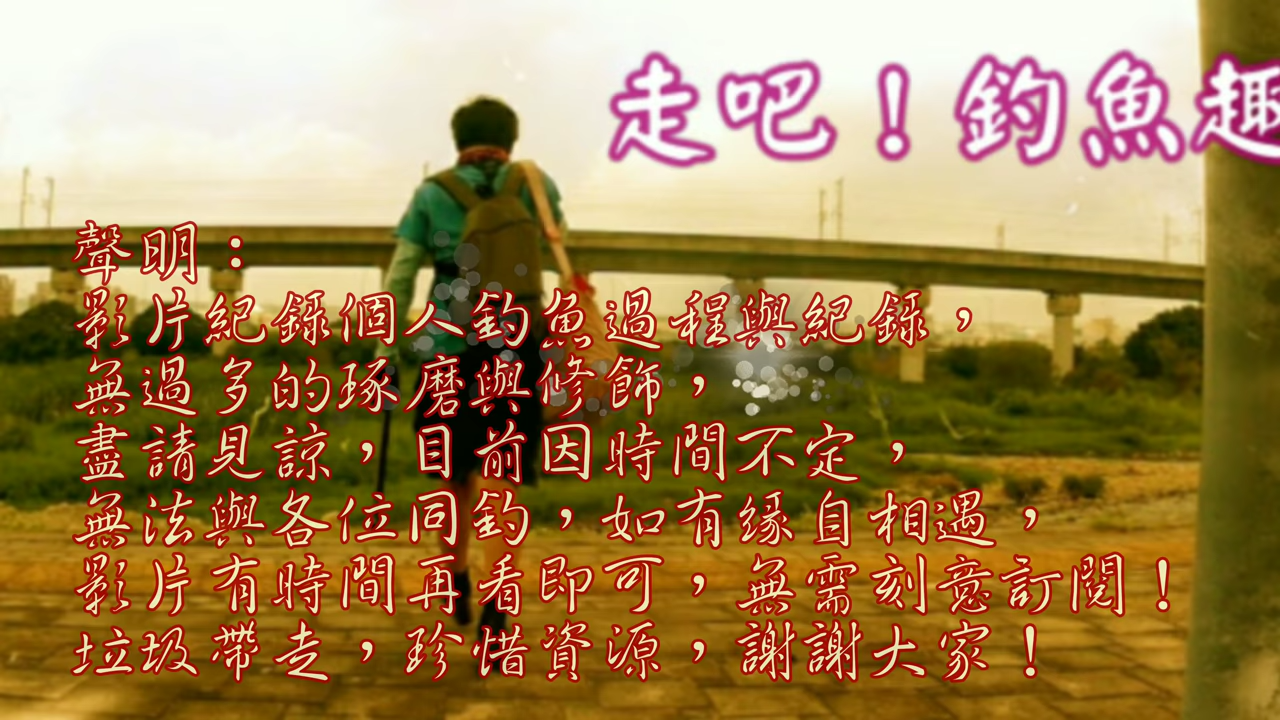 走吧！釣魚趣
聲明：
影片紀錄個人釣魚過程與紀錄，
無過多的琢磨與修飾，
盡請見諒，目前因時間不定，
無法與各位同釣，如有緣自相遇，
影片有時間再看即可，無需刻意訂閱！
垃圾帶走，珍惜資源，謝謝大家！